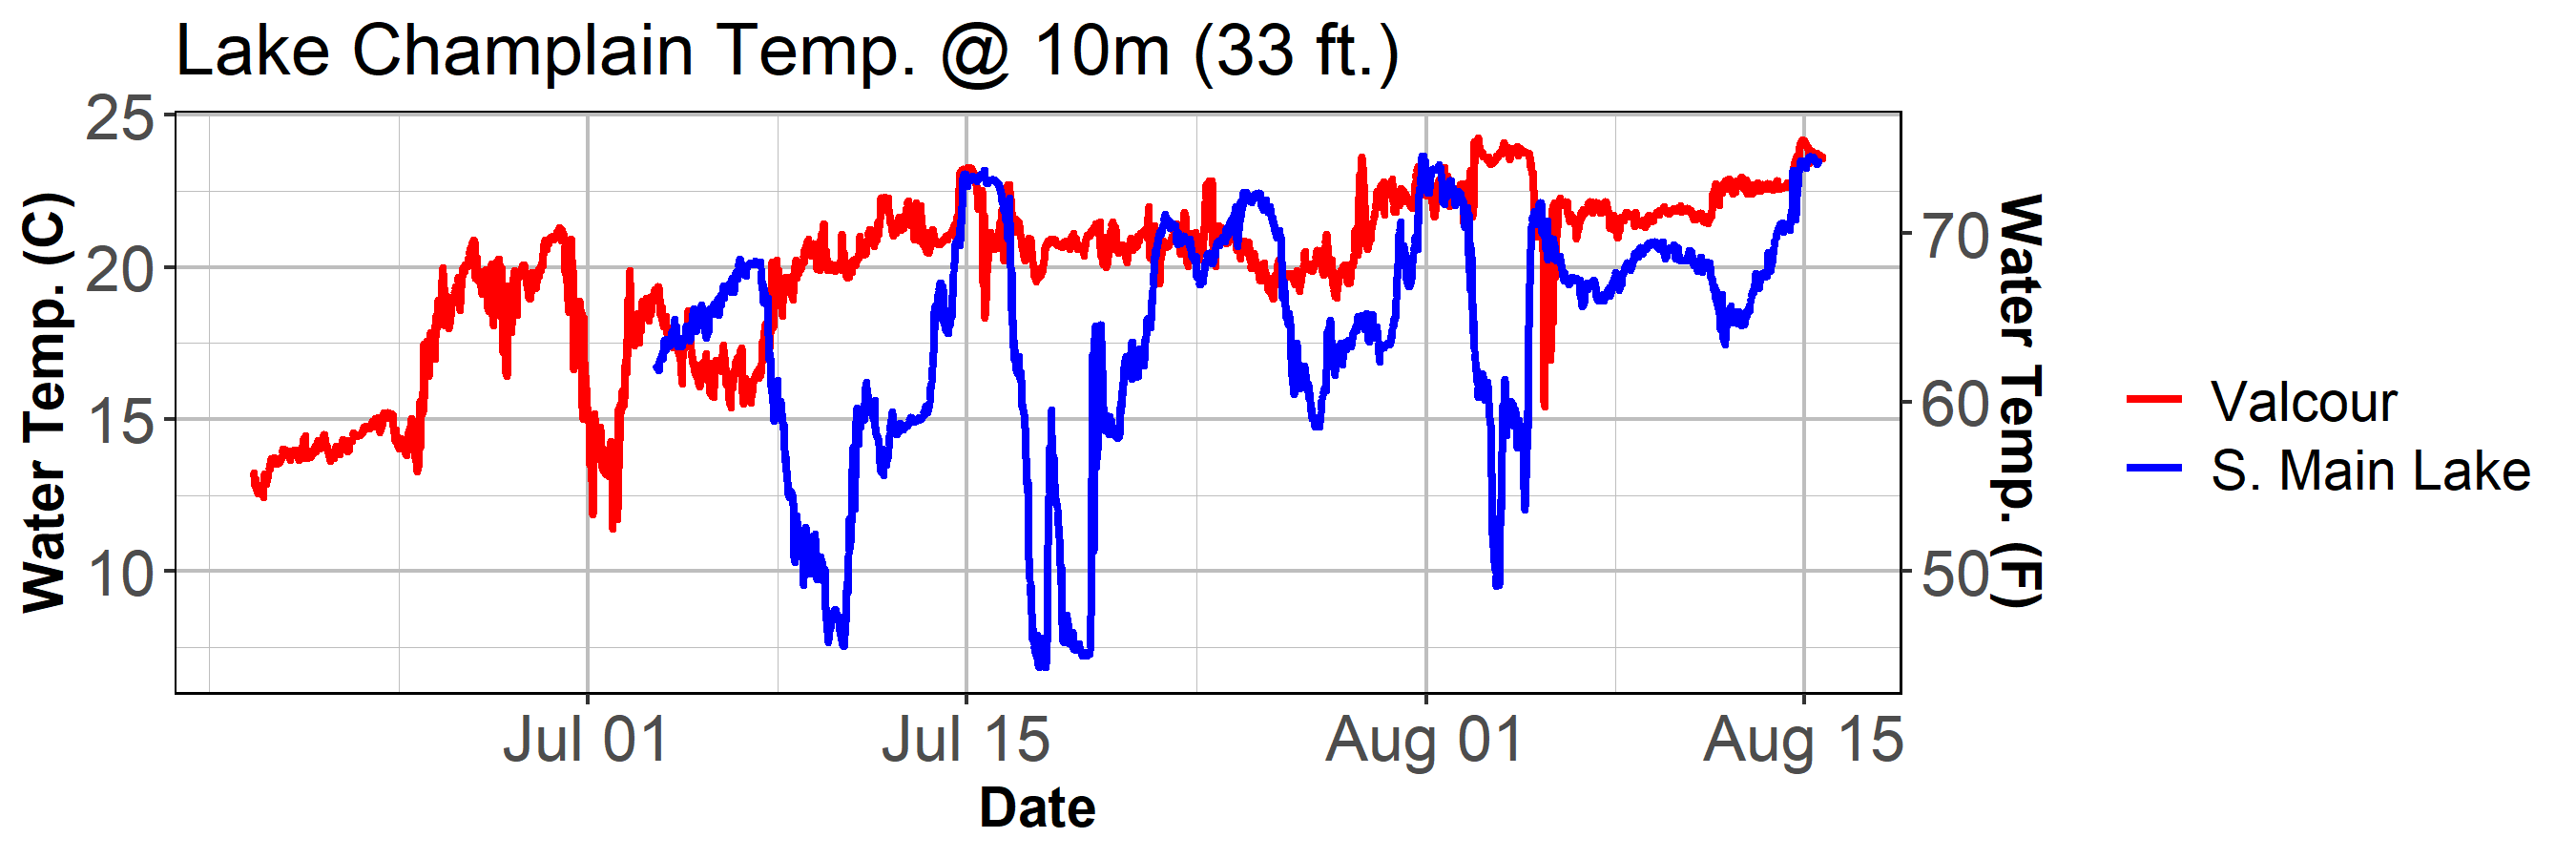 Lake Champlain Temp. @ 10m (33 ft.)
Water Temp. (C)
25
20
15
10
70
60
50
Water Temp. (F)
Jul 01
Jul 15
Aug 01
Aug 15
Date
Valcour
S. Main Lake